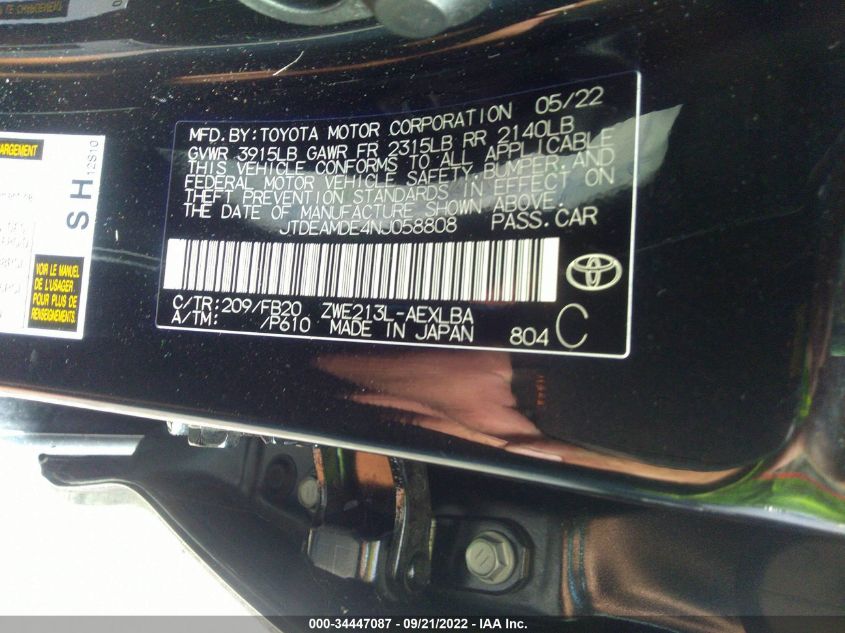 MFD. BY: TOYOTA MOTOR CORPORATION 05/22
GVWR 3915LB GAWR FR 2315LB RR 2140LB
THIS VEHICLE CONFORMS TO ALL APPLICABLE
FEDERAL MOTOR VEHICLE SAFETY, BUMPER, AND
THEFT PREVENTION STANDARDS IN EFFECT ON
THE DATE OF MANUFACTURE SHOWN ABOVE.
JTDEAMDE4NJ058808 PASS. CAR
C/TR: 209/FB20 ZWE213L-AEXLBA
A/TM: /P610 MADE IN JAPAN 804 C
SH
12S10
VOIR LE MANUEL
DE L'USAGER
POUR PLUS DE
000-34447087 - 09/21/2022 - IAA Inc.